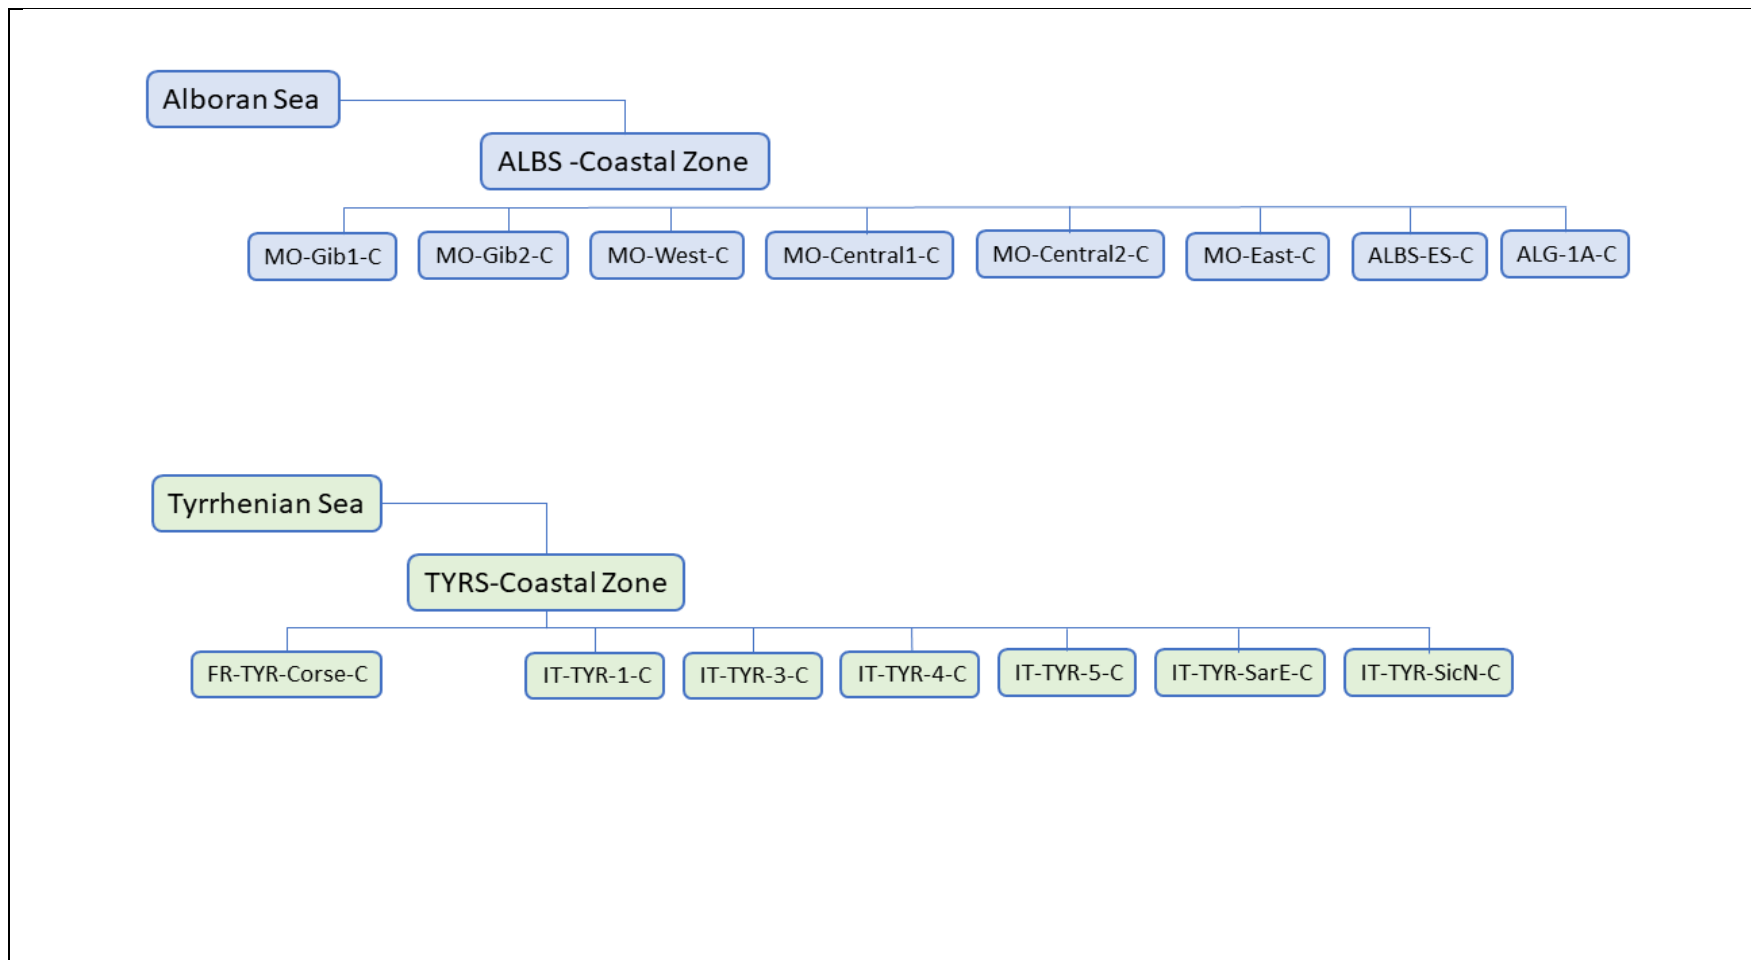 Alboran Sea
ALBS -Coastal Zone
MO-Gib1-C
MO-Gib2-C
MO-West-C
MO-Central1-C
MO-Central2-C
MO-East-C
ALBS-ES-C
ALG-1A-C
Tyrrhenian Sea
TYRS-Coastal Zone
FR-TYR-Corse-C
IT-TYR-1-C
IT-TYR-3-C
IT-TYR-4-C
IT-TYR-5-C
IT-TYR-SarE-C
IT-TYR-SicN-C